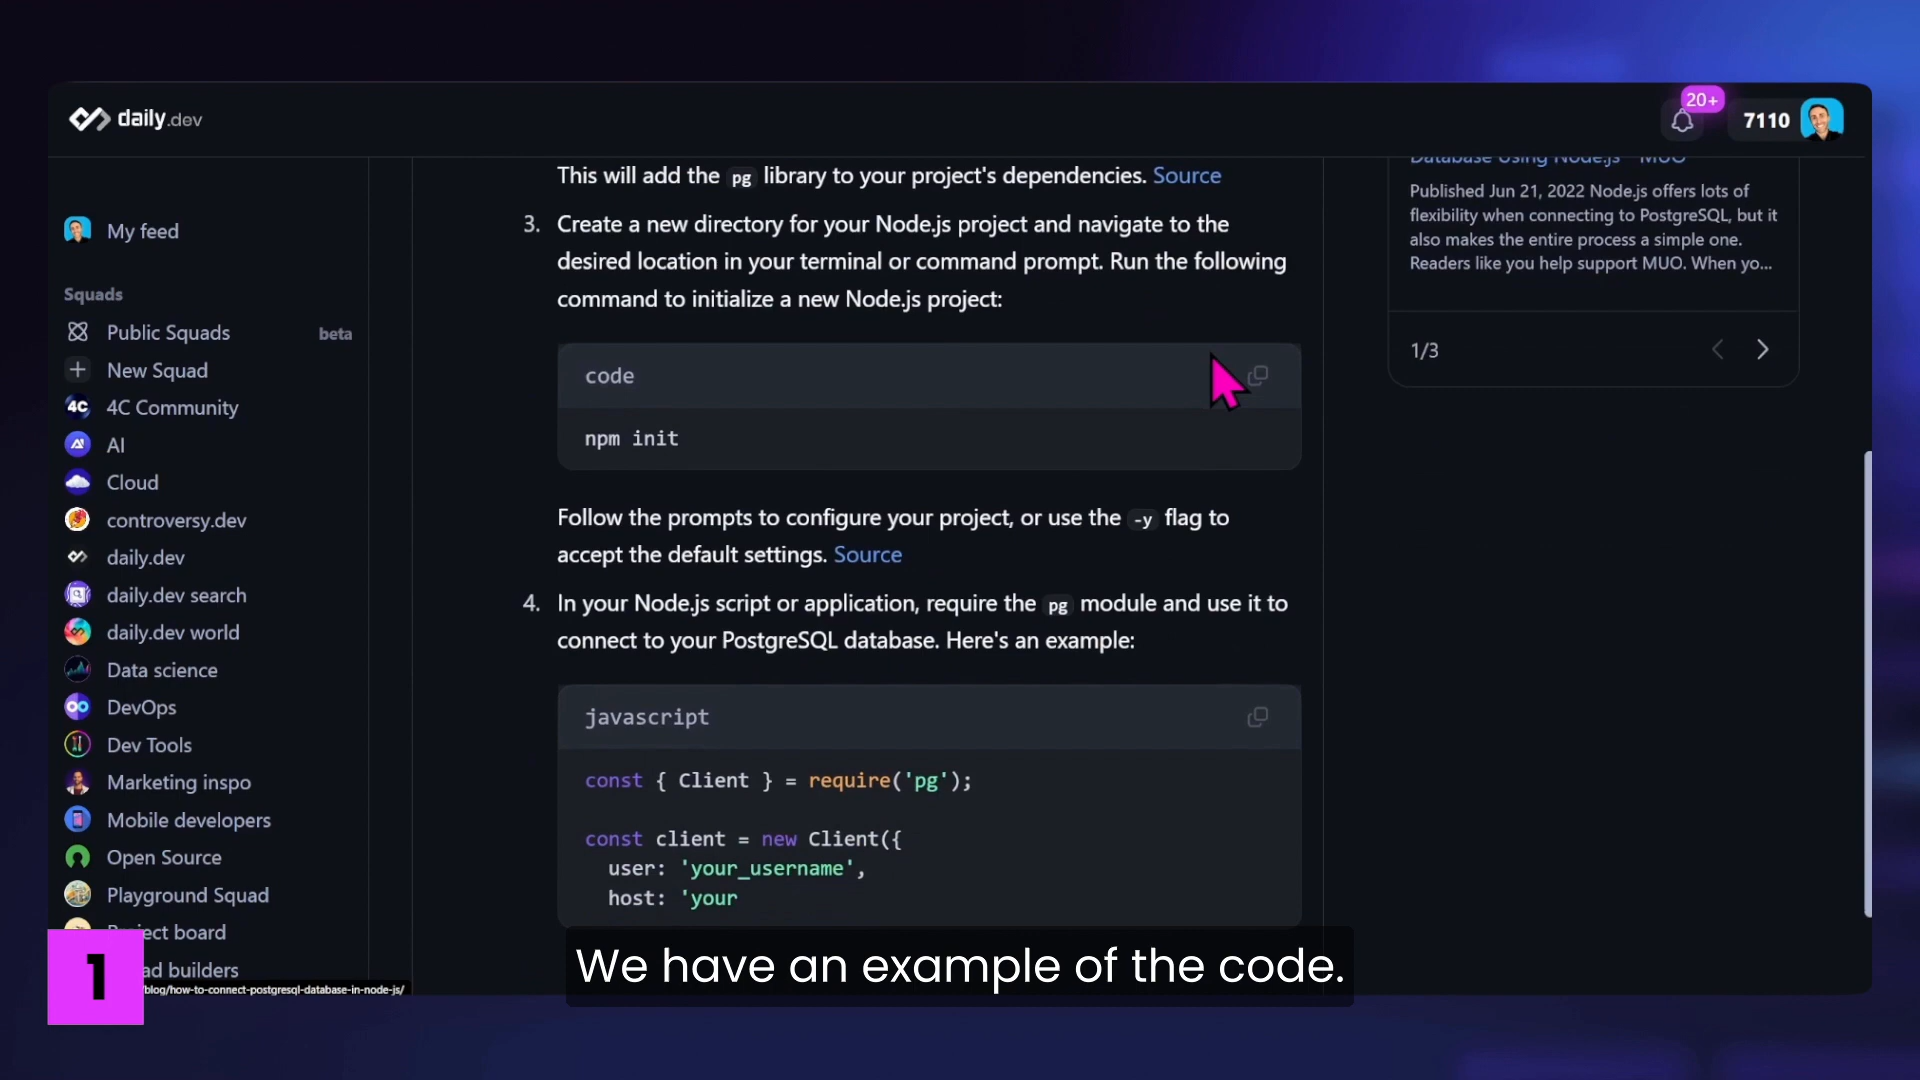 daily.dev
20+
7110
My feed
Squads
Public Squads beta
New Squad
4C 4C Community
AI
Cloud
controversy.dev
daily.dev
daily.dev search
daily.dev world
Data science
DevOps
Dev Tools
Marketing inspo
Mobile developers
Open Source
Playground Squad
ect board
ad builders
/blog/how-to-connect-postgresql-database-in-node-js/
1
This will add the pg library to your project's dependencies. Source
3. Create a new directory for your Node.js project and navigate to the
desired location in your terminal or command prompt. Run the following
command to initialize a new Node.js project:
code
npm init
Follow the prompts to configure your project, or use the -y flag to
accept the default settings. Source
4. In your Node.js script or application, require the pg module and use it to
connect to your PostgreSQL database. Here's an example:
javascript
const { Client } = require('pg');
const client = new Client({
user: 'your_username',
host: 'your
We have an example of the code.
Database Using Node.js - MUO
Published Jun 21, 2022 Node.js offers lots of
flexibility when connecting to PostgreSQL, but it
also makes the entire process a simple one.
Readers like you help support MUO. When yo...
1/3